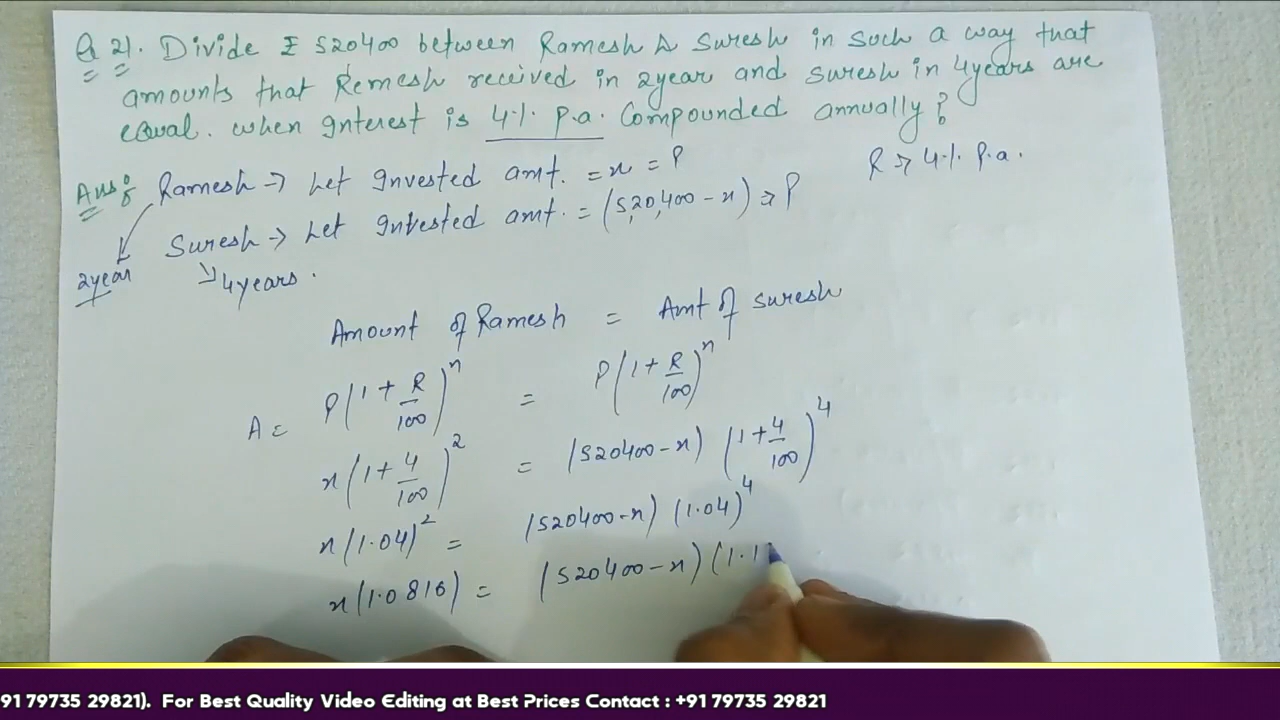 Q 21. Divide ₹ 520400 between Ramesh & Suresh in such a way that
amounts that Remesh received in 2year and Suresh in 4years are
equal. when interest is 4%. P.a. Compounded annually?
Ans: Ramesh → Let Invested amt. = x = P
R → 4%. P.a.
Suresh → Let Invested amt. = (5,20,400 - x) = P
2year
4years.
Amount of Ramesh = Amt of suresh
A = P(1 + R/100)^n = P(1 + R/100)^n
x(1 + 4/100)^2 = (520400 - x) (1 + 4/100)^4
x(1.04)^2 = (520400 - x) (1.04)^4
x(1.0816) = (520400 - x) (1.1
91 79735 29821). For Best Quality Video Editing at Best Prices Contact : +91 79735 29821